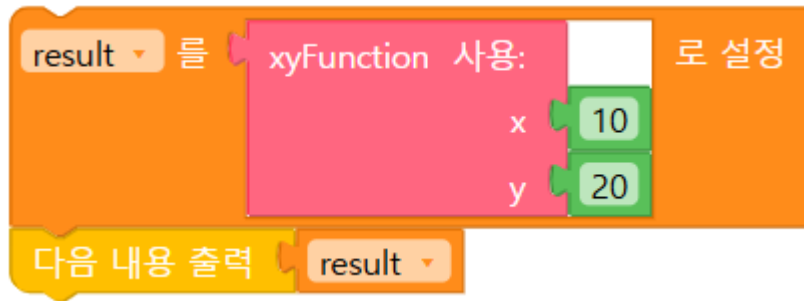 result 를 xyFunction 사용: 로 설정
x 10
y 20
다음 내용 출력 result